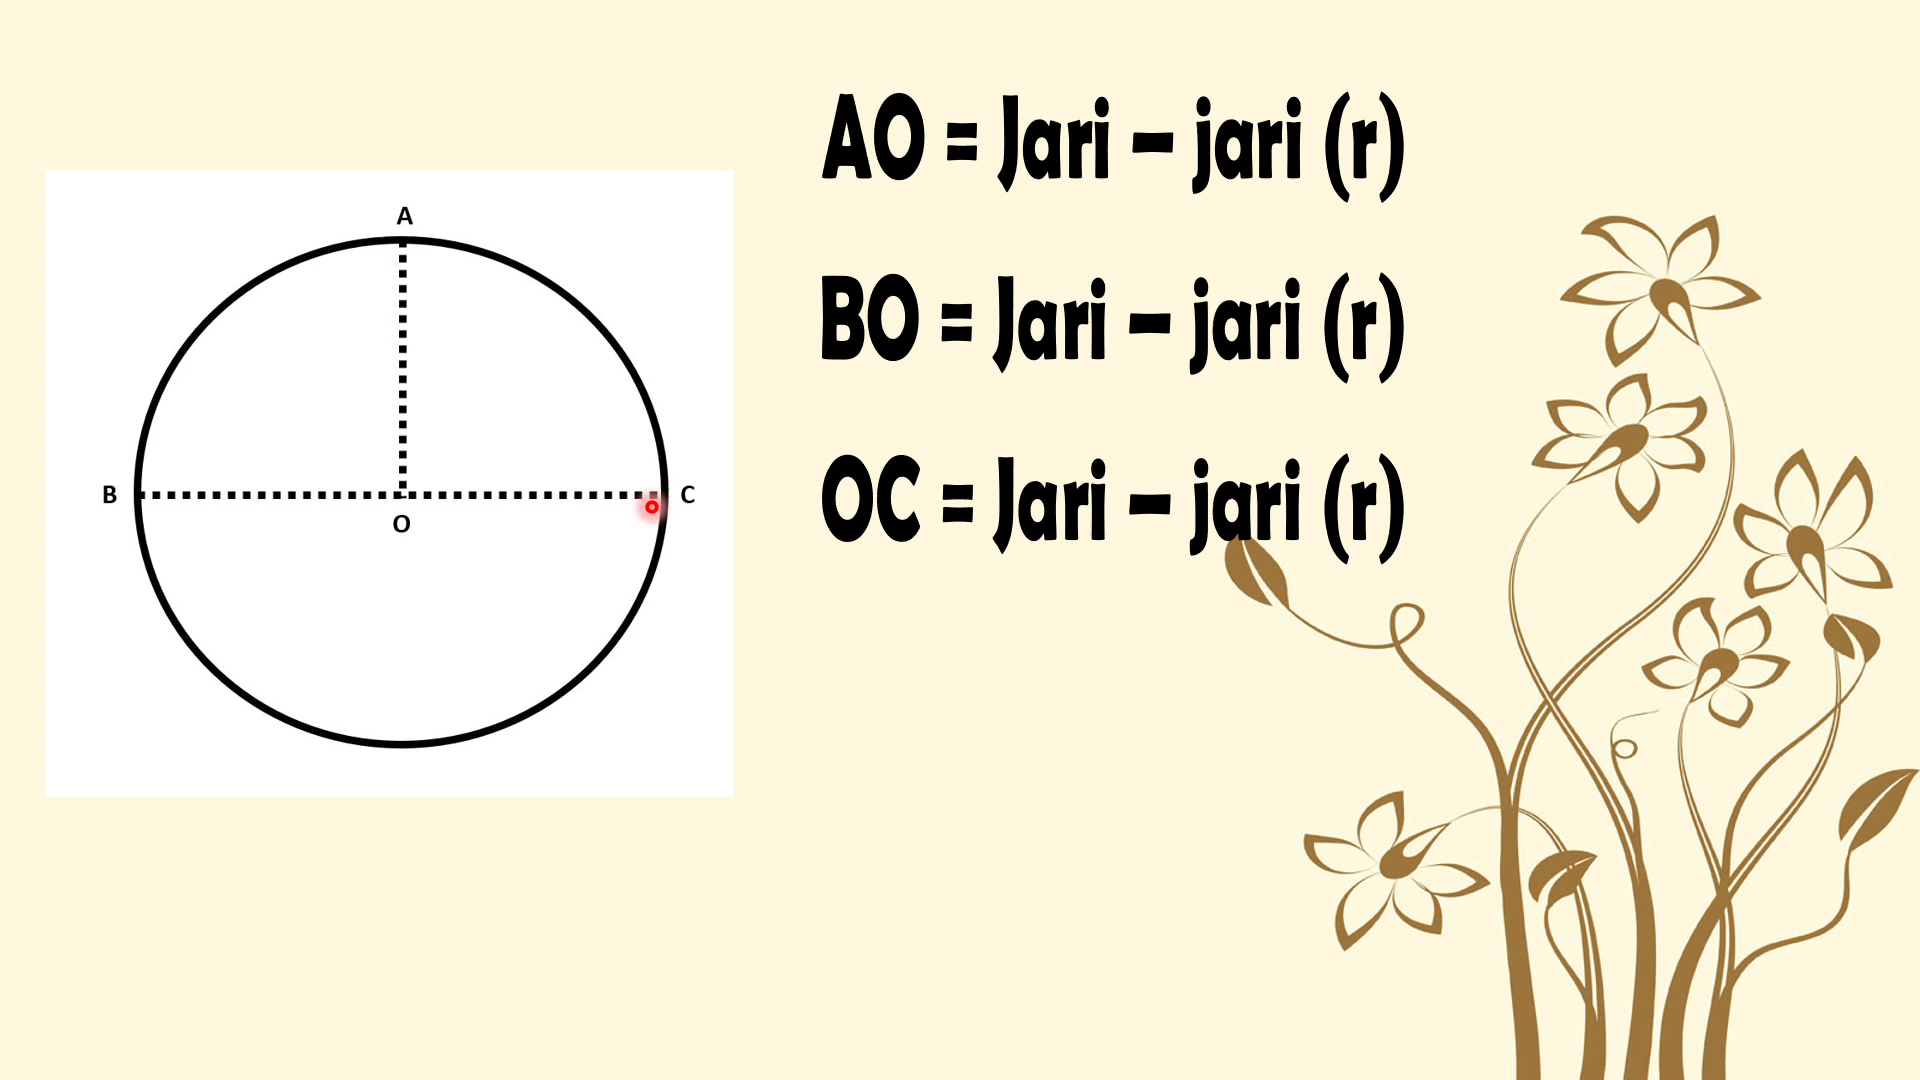 A
B
C
O
AO = Jari – jari (r)
BO = Jari – jari (r)
OC = Jari – jari (r)